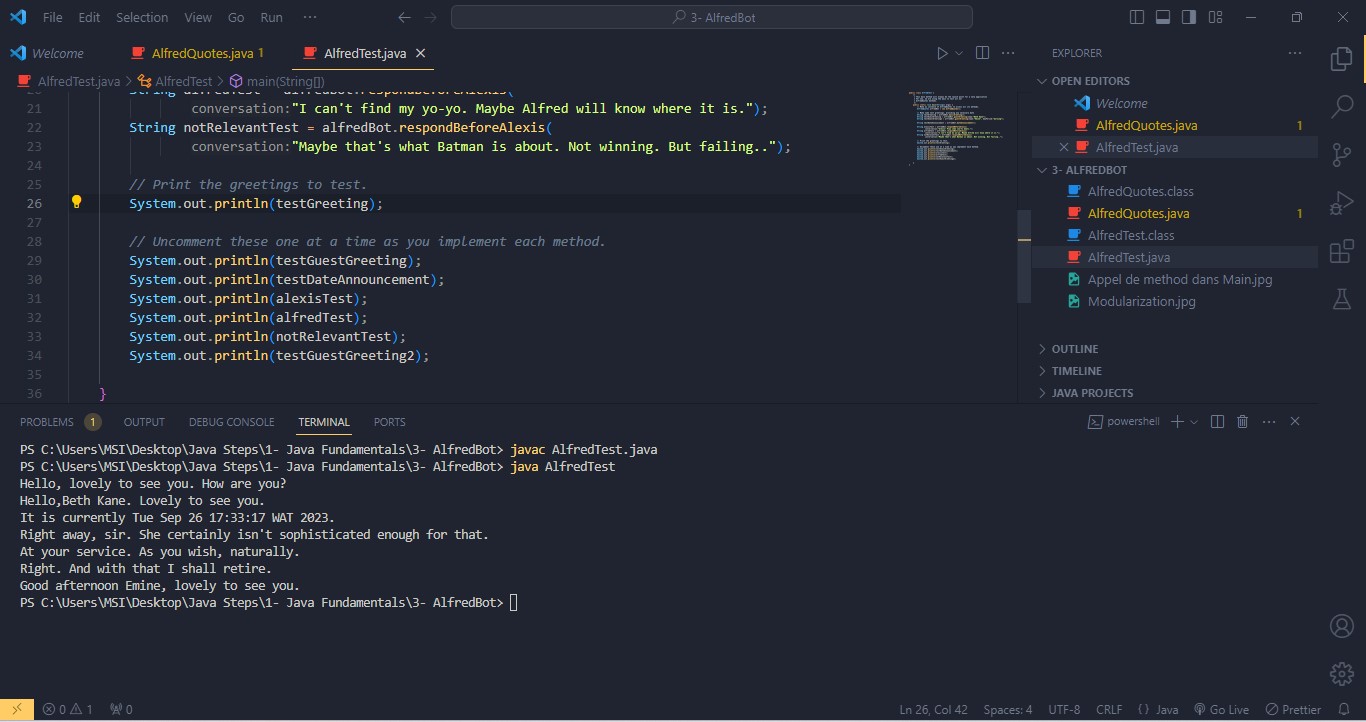 File Edit Selection View Go Run ··· 3- AlfredBot
Welcome AlfredQuotes.java 1 AlfredTest.java
AlfredTest.java > AlfredTest > main(String[])
21 conversation:"I can't find my yo-yo. Maybe Alfred will know where it is.");
22 String notRelevantTest = alfredBot.respondBeforeAlexis(
23 conversation:"Maybe that's what Batman is about. Not winning. But failing..");
24
25 // Print the greetings to test.
26 System.out.println(testGreeting);
27
28 // Uncomment these one at a time as you implement each method.
29 System.out.println(testGuestGreeting);
30 System.out.println(testDateAnnouncement);
31 System.out.println(alexisTest);
32 System.out.println(alfredTest);
33 System.out.println(notRelevantTest);
34 System.out.println(testGuestGreeting2);
35
36 }
EXPLORER
OPEN EDITORS
Welcome
AlfredQuotes.java 1
AlfredTest.java
3- ALFREDBOT
AlfredQuotes.class
AlfredQuotes.java 1
AlfredTest.class
AlfredTest.java
Appel de method dans Main.jpg
Modularization.jpg
OUTLINE
TIMELINE
JAVA PROJECTS
PROBLEMS 1 OUTPUT DEBUG CONSOLE TERMINAL PORTS powershell
PS C:\Users\MSI\Desktop\Java Steps\1- Java Fundamentals\3- AlfredBot> javac AlfredTest.java
PS C:\Users\MSI\Desktop\Java Steps\1- Java Fundamentals\3- AlfredBot> java AlfredTest
Hello, lovely to see you. How are you?
Hello,Beth Kane. Lovely to see you.
It is currently Tue Sep 26 17:33:17 WAT 2023.
Right away, sir. She certainly isn't sophisticated enough for that.
At your service. As you wish, naturally.
Right. And with that I shall retire.
Good afternoon Emine, lovely to see you.
PS C:\Users\MSI\Desktop\Java Steps\1- Java Fundamentals\3- AlfredBot>
0 1 0 Ln 26, Col 42 Spaces: 4 UTF-8 CRLF {} Java Go Live Prettier